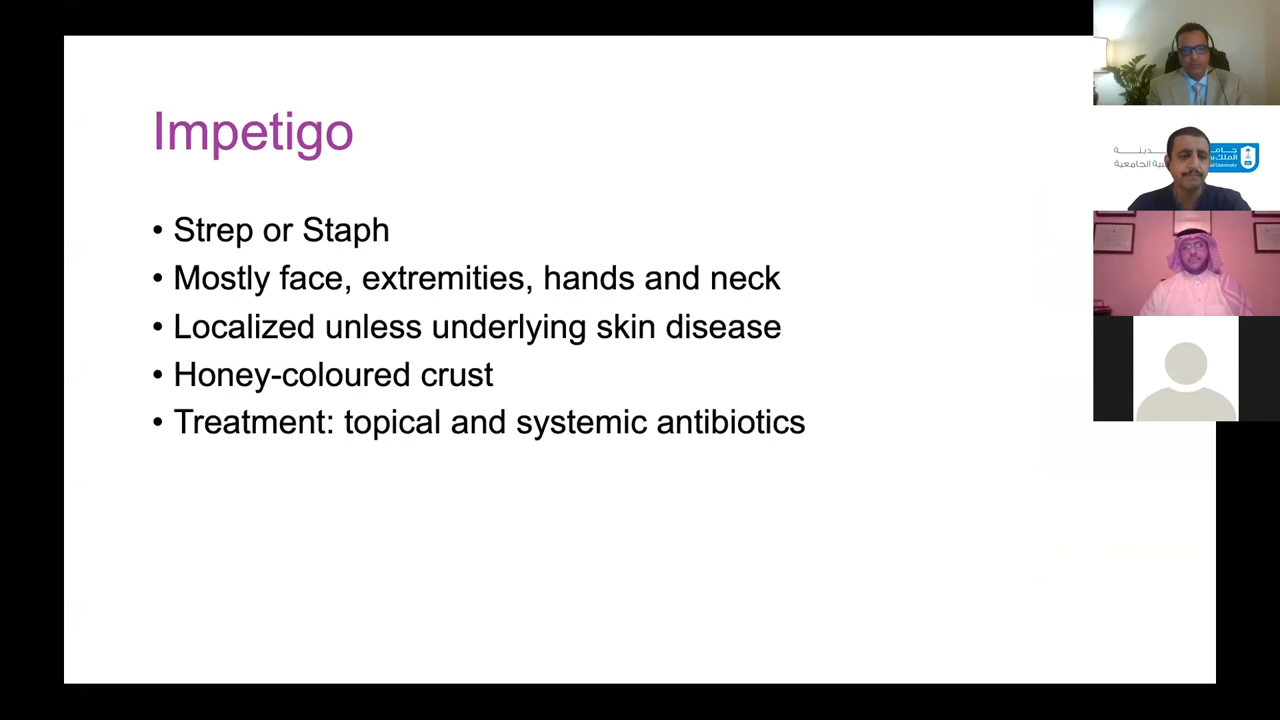 Impetigo
• Strep or Staph
• Mostly face, extremities, hands and neck
• Localized unless underlying skin disease
• Honey-coloured crust
• Treatment: topical and systemic antibiotics
الجامعية